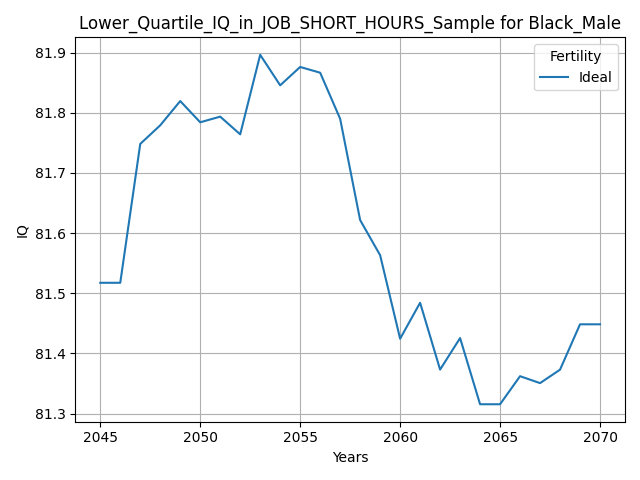 Lower_Quartile_IQ_in_JOB_SHORT_HOURS_Sample for Black_Male
Fertility
Ideal
81.9
81.8
81.7
81.6
81.5
81.4
81.3
IQ
2045 2050 2055 2060 2065 2070
Years